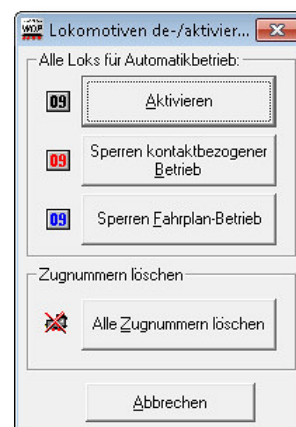 Lokomotiven de-/aktivier...
Alle Loks für Automatikbetrieb:
09
Aktivieren
09
Sperren kontaktbezogener
Betrieb
09
Sperren Fahrplan-Betrieb
Zugnummern löschen
Alle Zugnummern löschen
Abbrechen